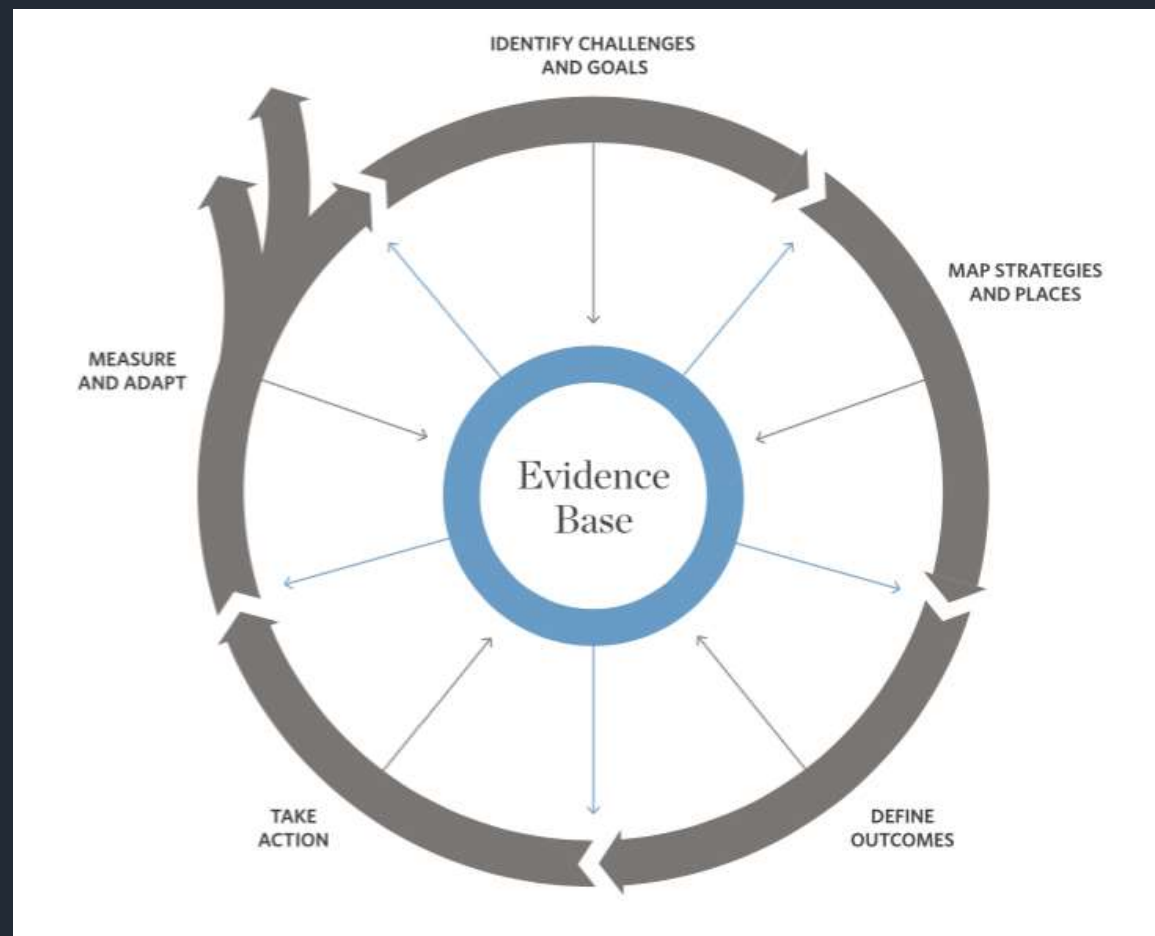 IDENTIFY CHALLENGES
AND GOALS
MAP STRATEGIES
AND PLACES
MEASURE
AND ADAPT
Evidence
Base
TAKE
ACTION
DEFINE
OUTCOMES